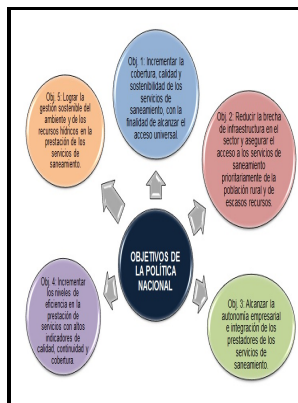 Obj. 1: Incrementar la
cobertura, calidad y
sostenibilidad de los
servicios de
saneamiento, con la
finalidad de alcanzar el
acceso universal.
Obj. 2: Reducir la brecha
de infraestructura en el
sector y asegurar el
acceso a los servicios de
saneamiento
prioritariamente de la
población rural y de
escasos recursos.
Obj. 3: Alcanzar la
autonomía empresarial
e integración de los
prestadores de los
servicios de
saneamiento.
Obj. 4: Incrementar
los niveles de
eficiencia en la
prestación de
servicios con altos
indicadores de
calidad, continuidad y
cobertura.
Obj. 5: Lograr la
gestión sostenible del
ambiente y de los
recursos hídricos en la
prestación de los
servicios de
saneamiento.
OBJETIVOS DE
LA POLÍTICA
NACIONAL